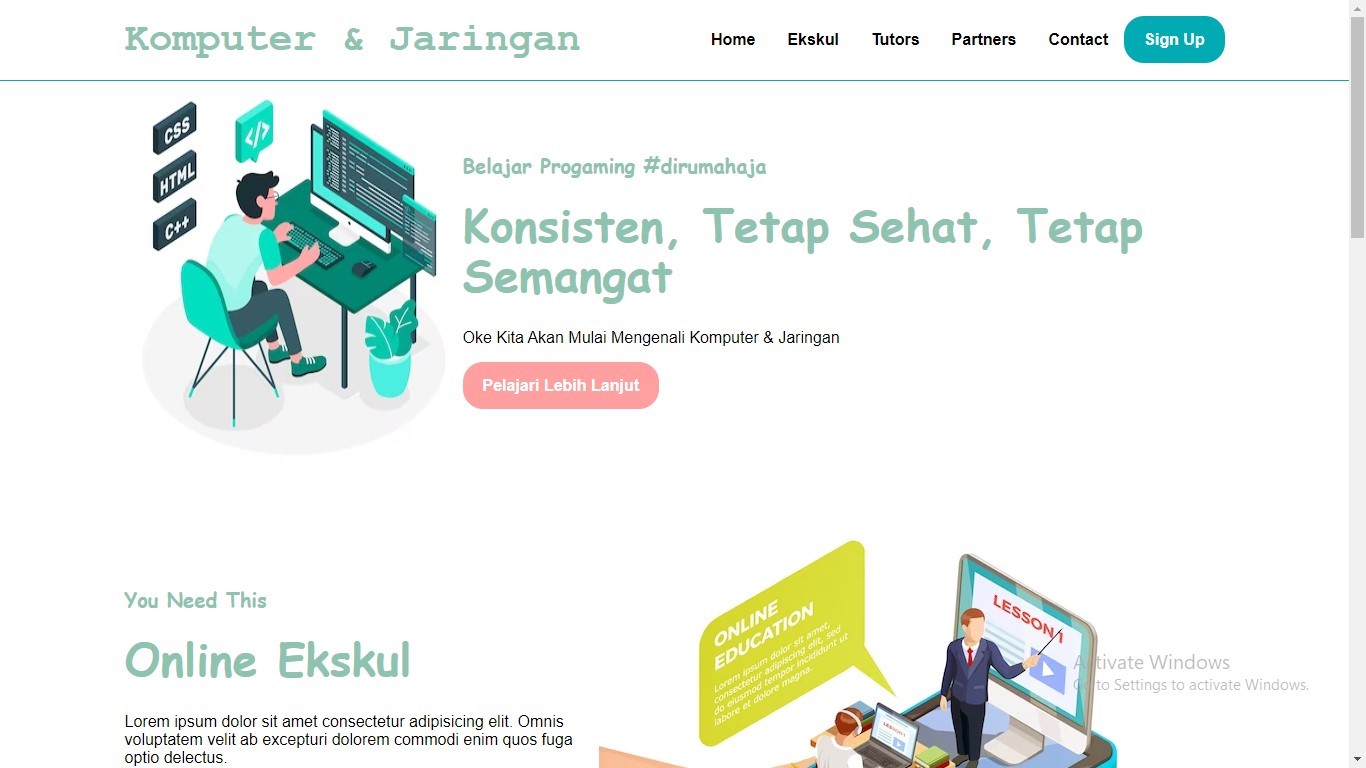 Komputer & Jaringan
Home Ekskul Tutors Partners Contact Sign Up
CSS
</>
HTML
C++
Belajar Progaming #dirumahaja
Konsisten, Tetap Sehat, Tetap
Semangat
Oke Kita Akan Mulai Mengenali Komputer & Jaringan
Pelajari Lebih Lanjut
You Need This
Online Ekskul
Lorem ipsum dolor sit amet consectetur adipisicing elit. Omnis
voluptatem velit ab excepturi dolorem commodi enim quos fuga
optio delectus.
ONLINE
EDUCATION
Lorem ipsum dolor sit amet,
consectetur adipiscing elit, sed
do eiusmod tempor incididunt ut
labore et dolore magna.
LESSON 1
LESSON 1
Activate Windows
Go to Settings to activate Windows.